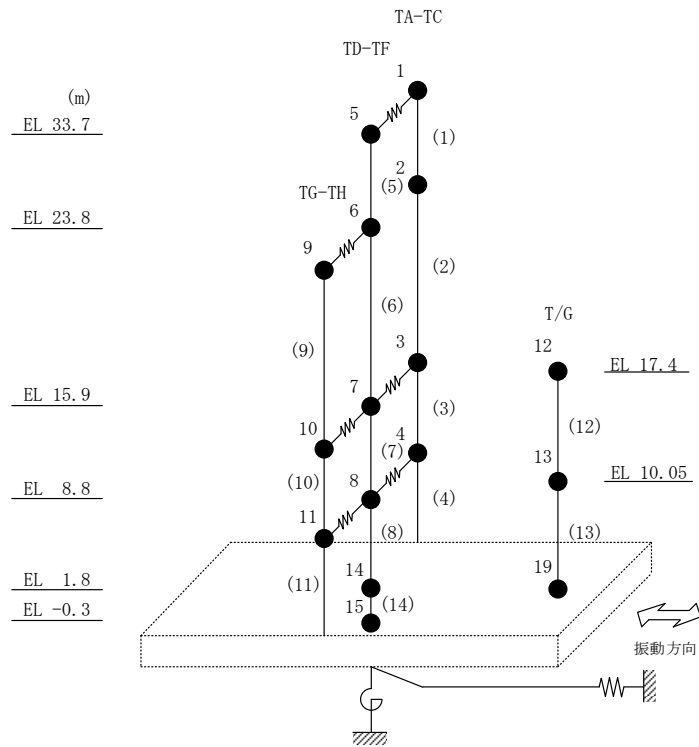 TA-TC
TD-TF
1
(m)
5
EL 33.7
(1)
2
TG-TH
(5)
6
EL 23.8
9
(2)
(6)
T/G
(9)
3
12
EL 17.4
7
EL 15.9
(3)
10
(12)
4
13
(7)
(10)
8
EL 10.05
EL 8.8
(4)
11
(8)
(13)
14
19
EL 1.8
(11)
15
(14)
EL -0.3
振動方向